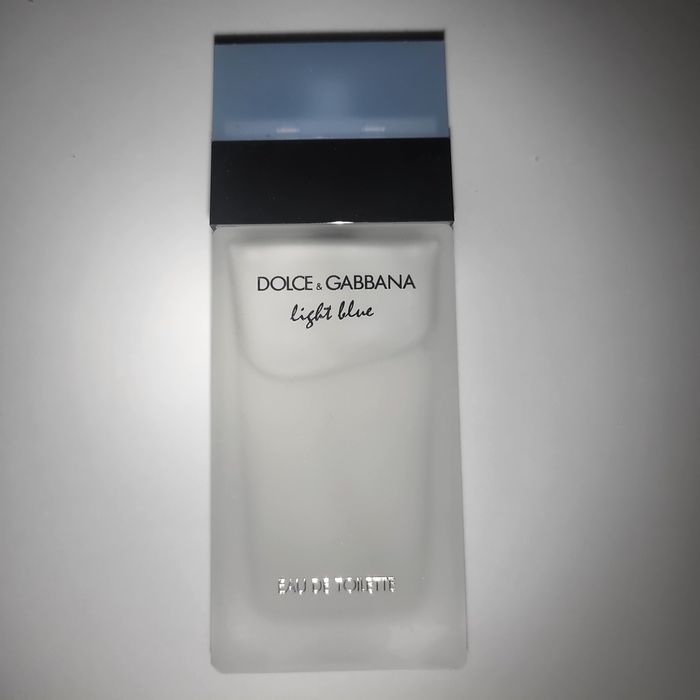 DOLCE & GABBANA
light blue
EAU DE TOILETTE